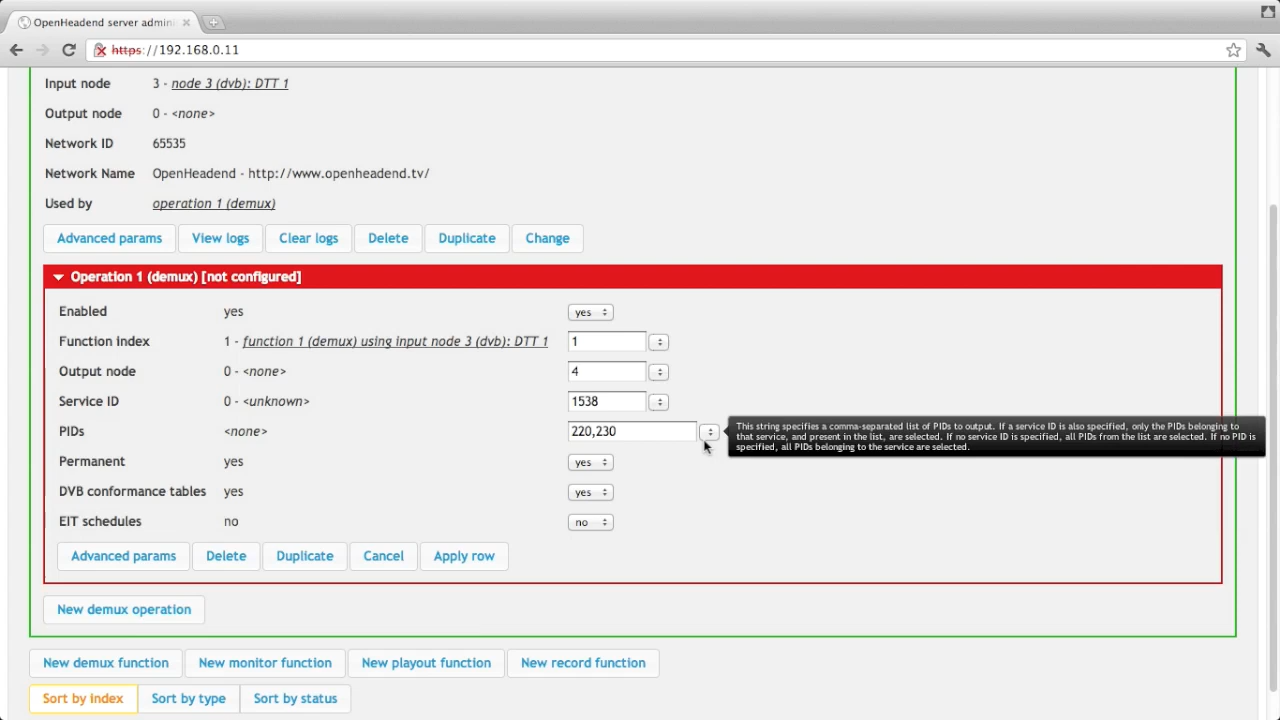 OpenHeadend server admin
https://192.168.0.11
Input node 3 - node 3 (dvb): DTT 1
Output node 0 - <none>
Network ID 65535
Network Name OpenHeadend - http://www.openheadend.tv/
Used by operation 1 (demux)
Advanced params View logs Clear logs Delete Duplicate Change
Operation 1 (demux) [not configured]
Enabled yes yes
Function index 1 - function 1 (demux) using input node 3 (dvb): DTT 1 1
Output node 0 - <none> 4
Service ID 0 - <unknown> 1538
PIDs <none> 220,230
This string specifies a comma-separated list of PIDs to output. If a service ID is also specified, only the PIDs belonging to
that service, and present in the list, are selected. If no service ID is specified, all PIDs from the list are selected. If no PID is
specified, all PIDs belonging to the service are selected.
Permanent yes yes
DVB conformance tables yes yes
EIT schedules no no
Advanced params Delete Duplicate Cancel Apply row
New demux operation
New demux function New monitor function New playout function New record function
Sort by index Sort by type Sort by status